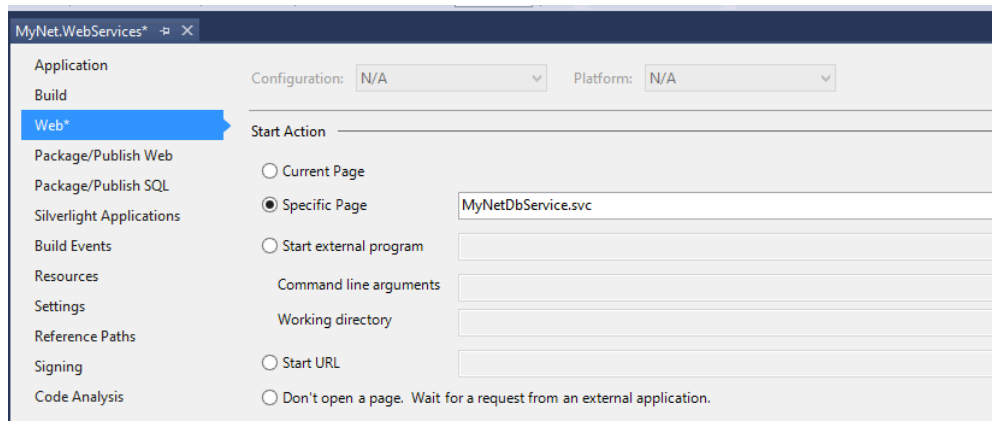 MyNet.WebServices*
Application
Build
Web*
Package/Publish Web
Package/Publish SQL
Silverlight Applications
Build Events
Resources
Settings
Reference Paths
Signing
Code Analysis
Configuration: N/A Platform: N/A
Start Action
Current Page
Specific Page MyNetDbService.svc
Start external program
Command line arguments
Working directory
Start URL
Don't open a page. Wait for a request from an external application.